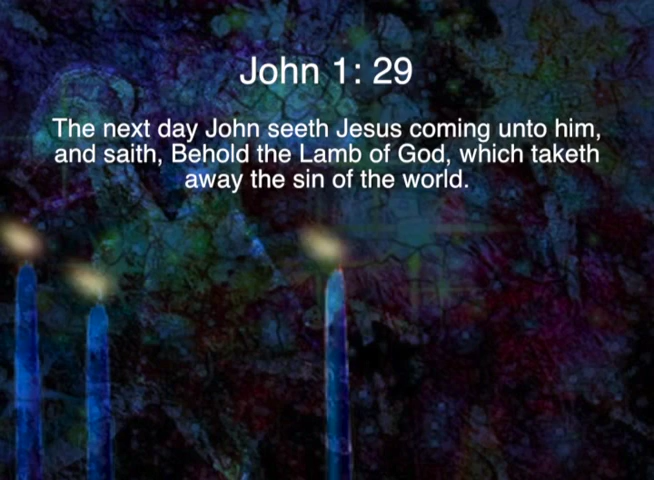 John 1: 29
The next day John seeth Jesus coming unto him,
and saith, Behold the Lamb of God, which taketh
away the sin of the world.